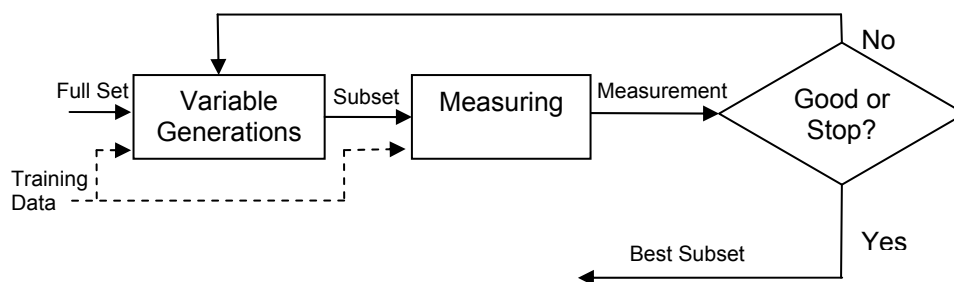 No
Full Set
Variable
Generations
Subset
Measuring
Measurement
Good or
Stop?
Training
Data
Yes
Best Subset